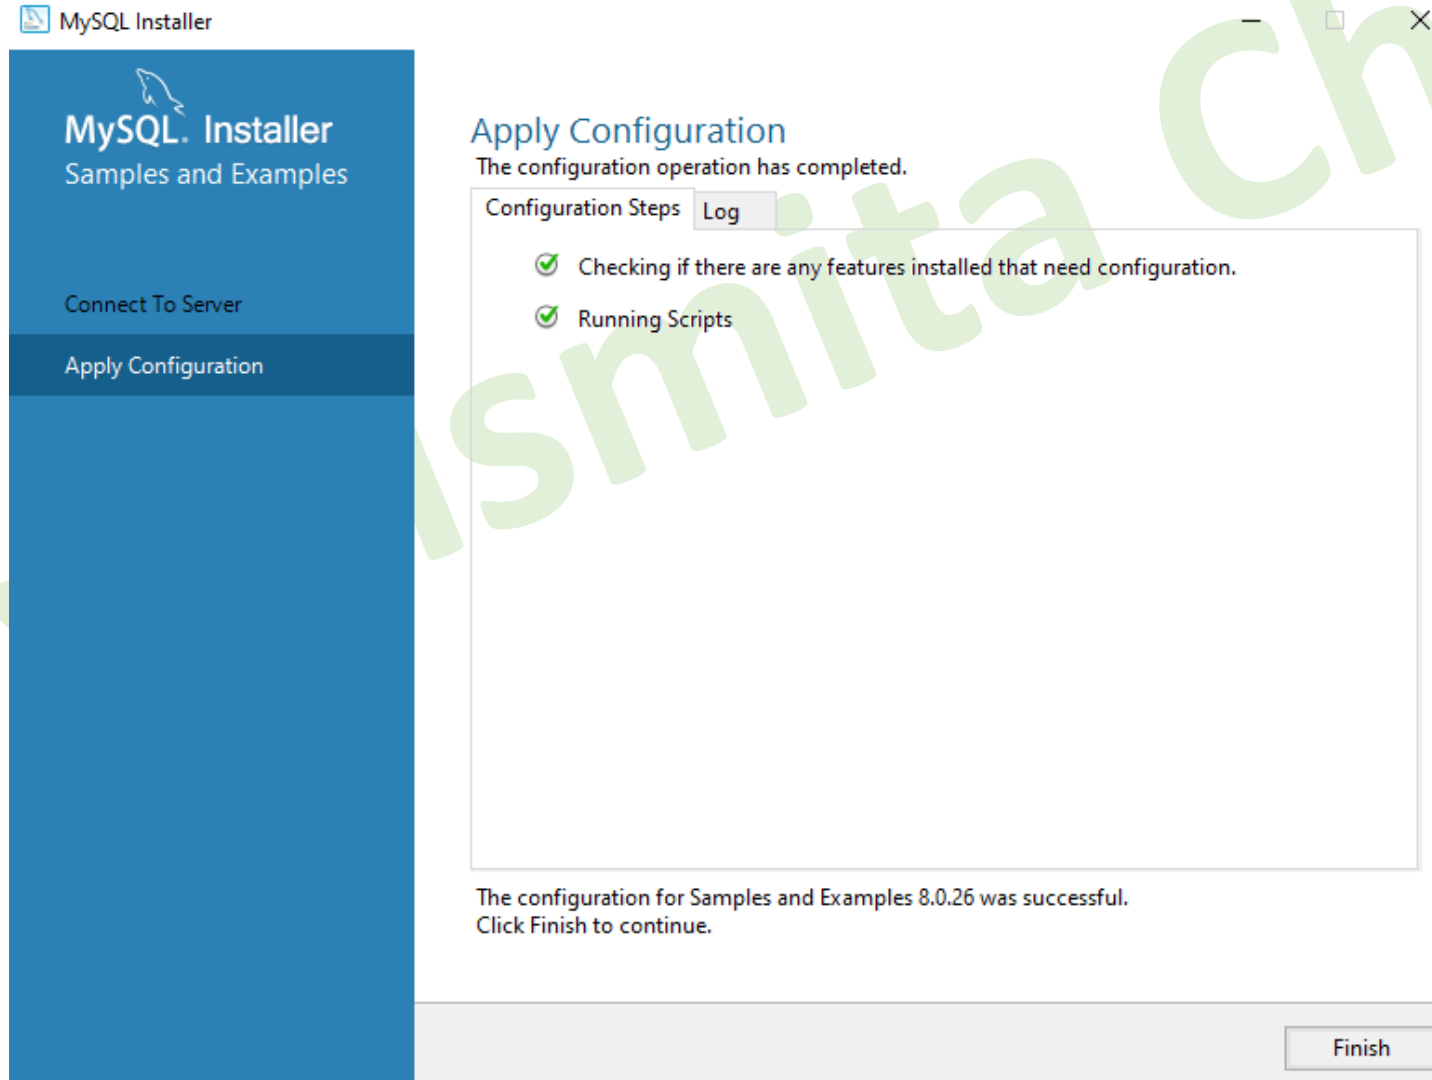 MySQL Installer
MySQL. Installer
Samples and Examples
Connect To Server
Apply Configuration
Apply Configuration
The configuration operation has completed.
Configuration Steps
Log
Checking if there are any features installed that need configuration.
Running Scripts
The configuration for Samples and Examples 8.0.26 was successful.
Click Finish to continue.
Finish